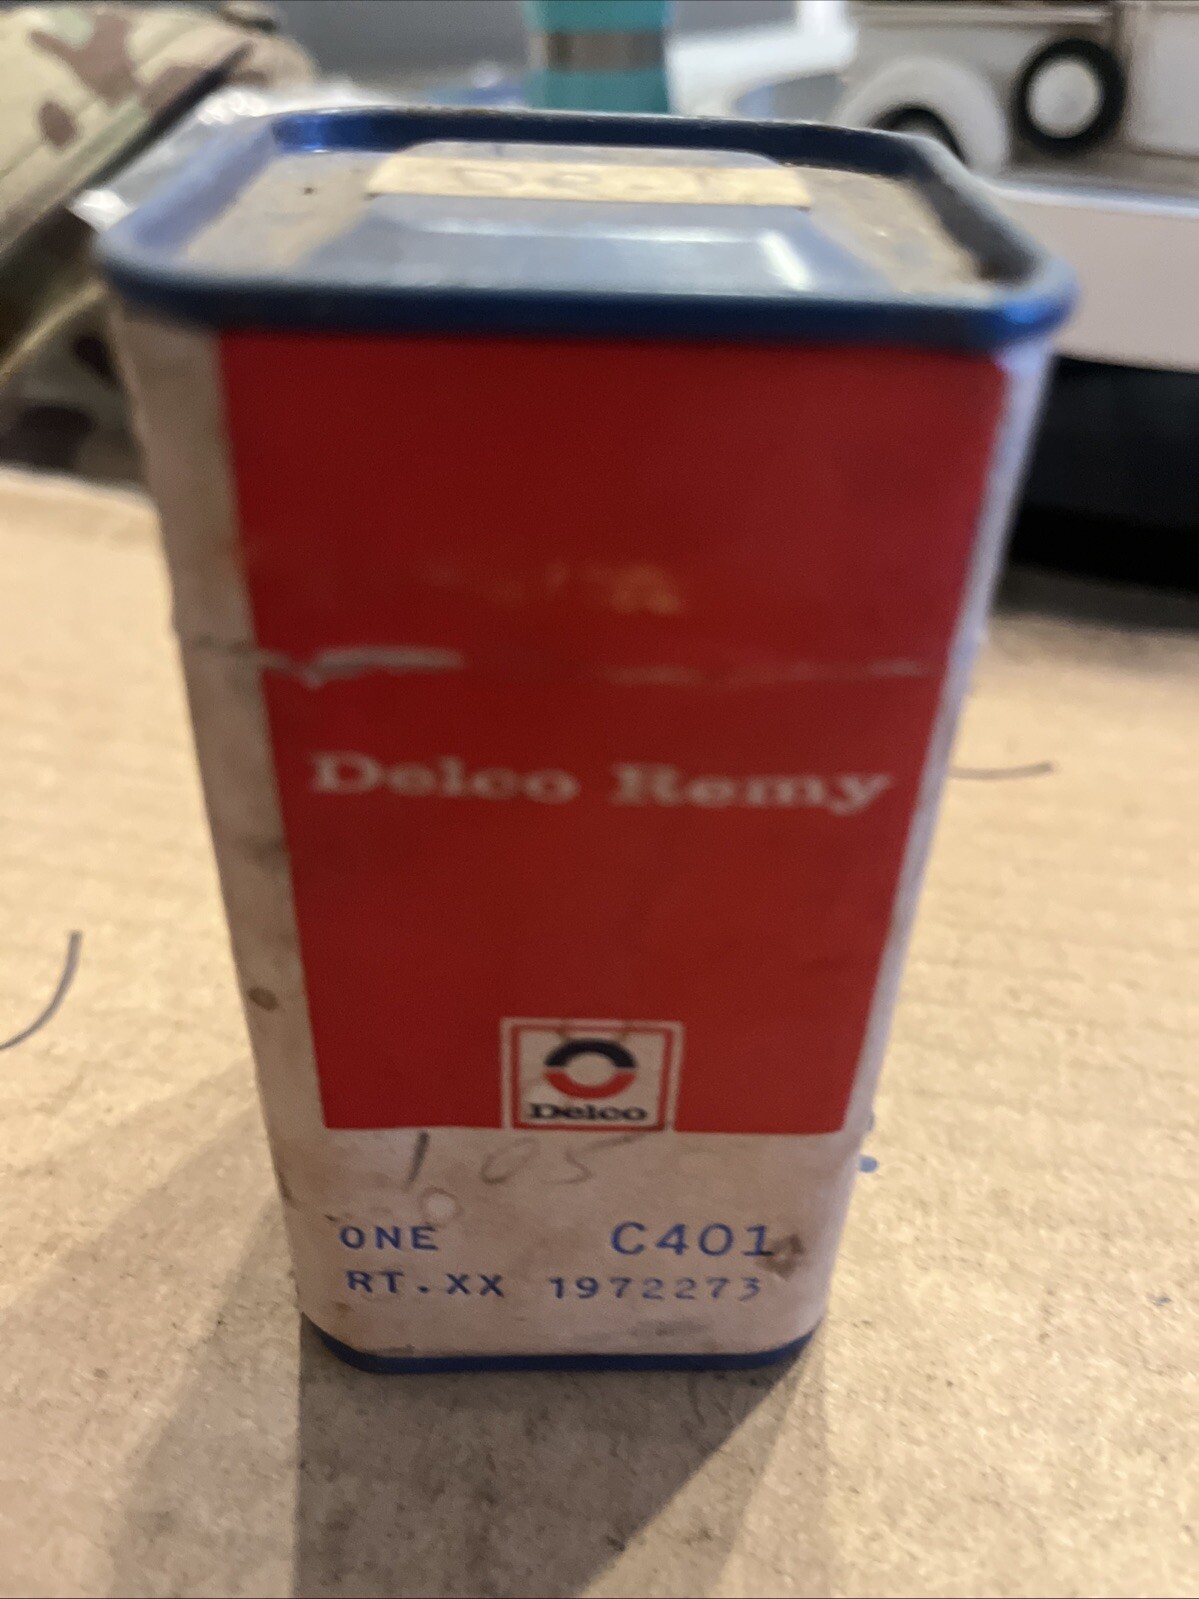 Delco Remy
Delco
1 05
ONE C401
RT.XX 1972273